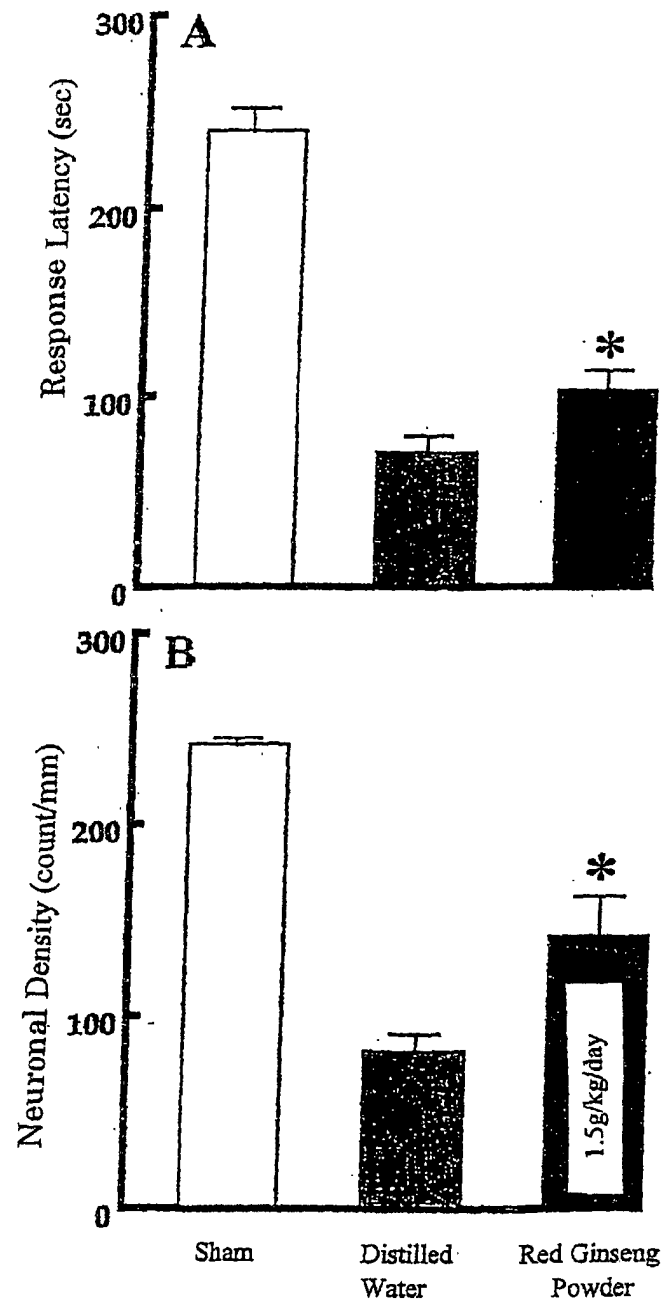 300
A
200
100
0
Response Latency (sec)
*
300
B
200
100
0
Neuronal Density (count/mm)
*
1.5g/kg/day
Sham
Distilled
Water
Red Ginseng
Powder